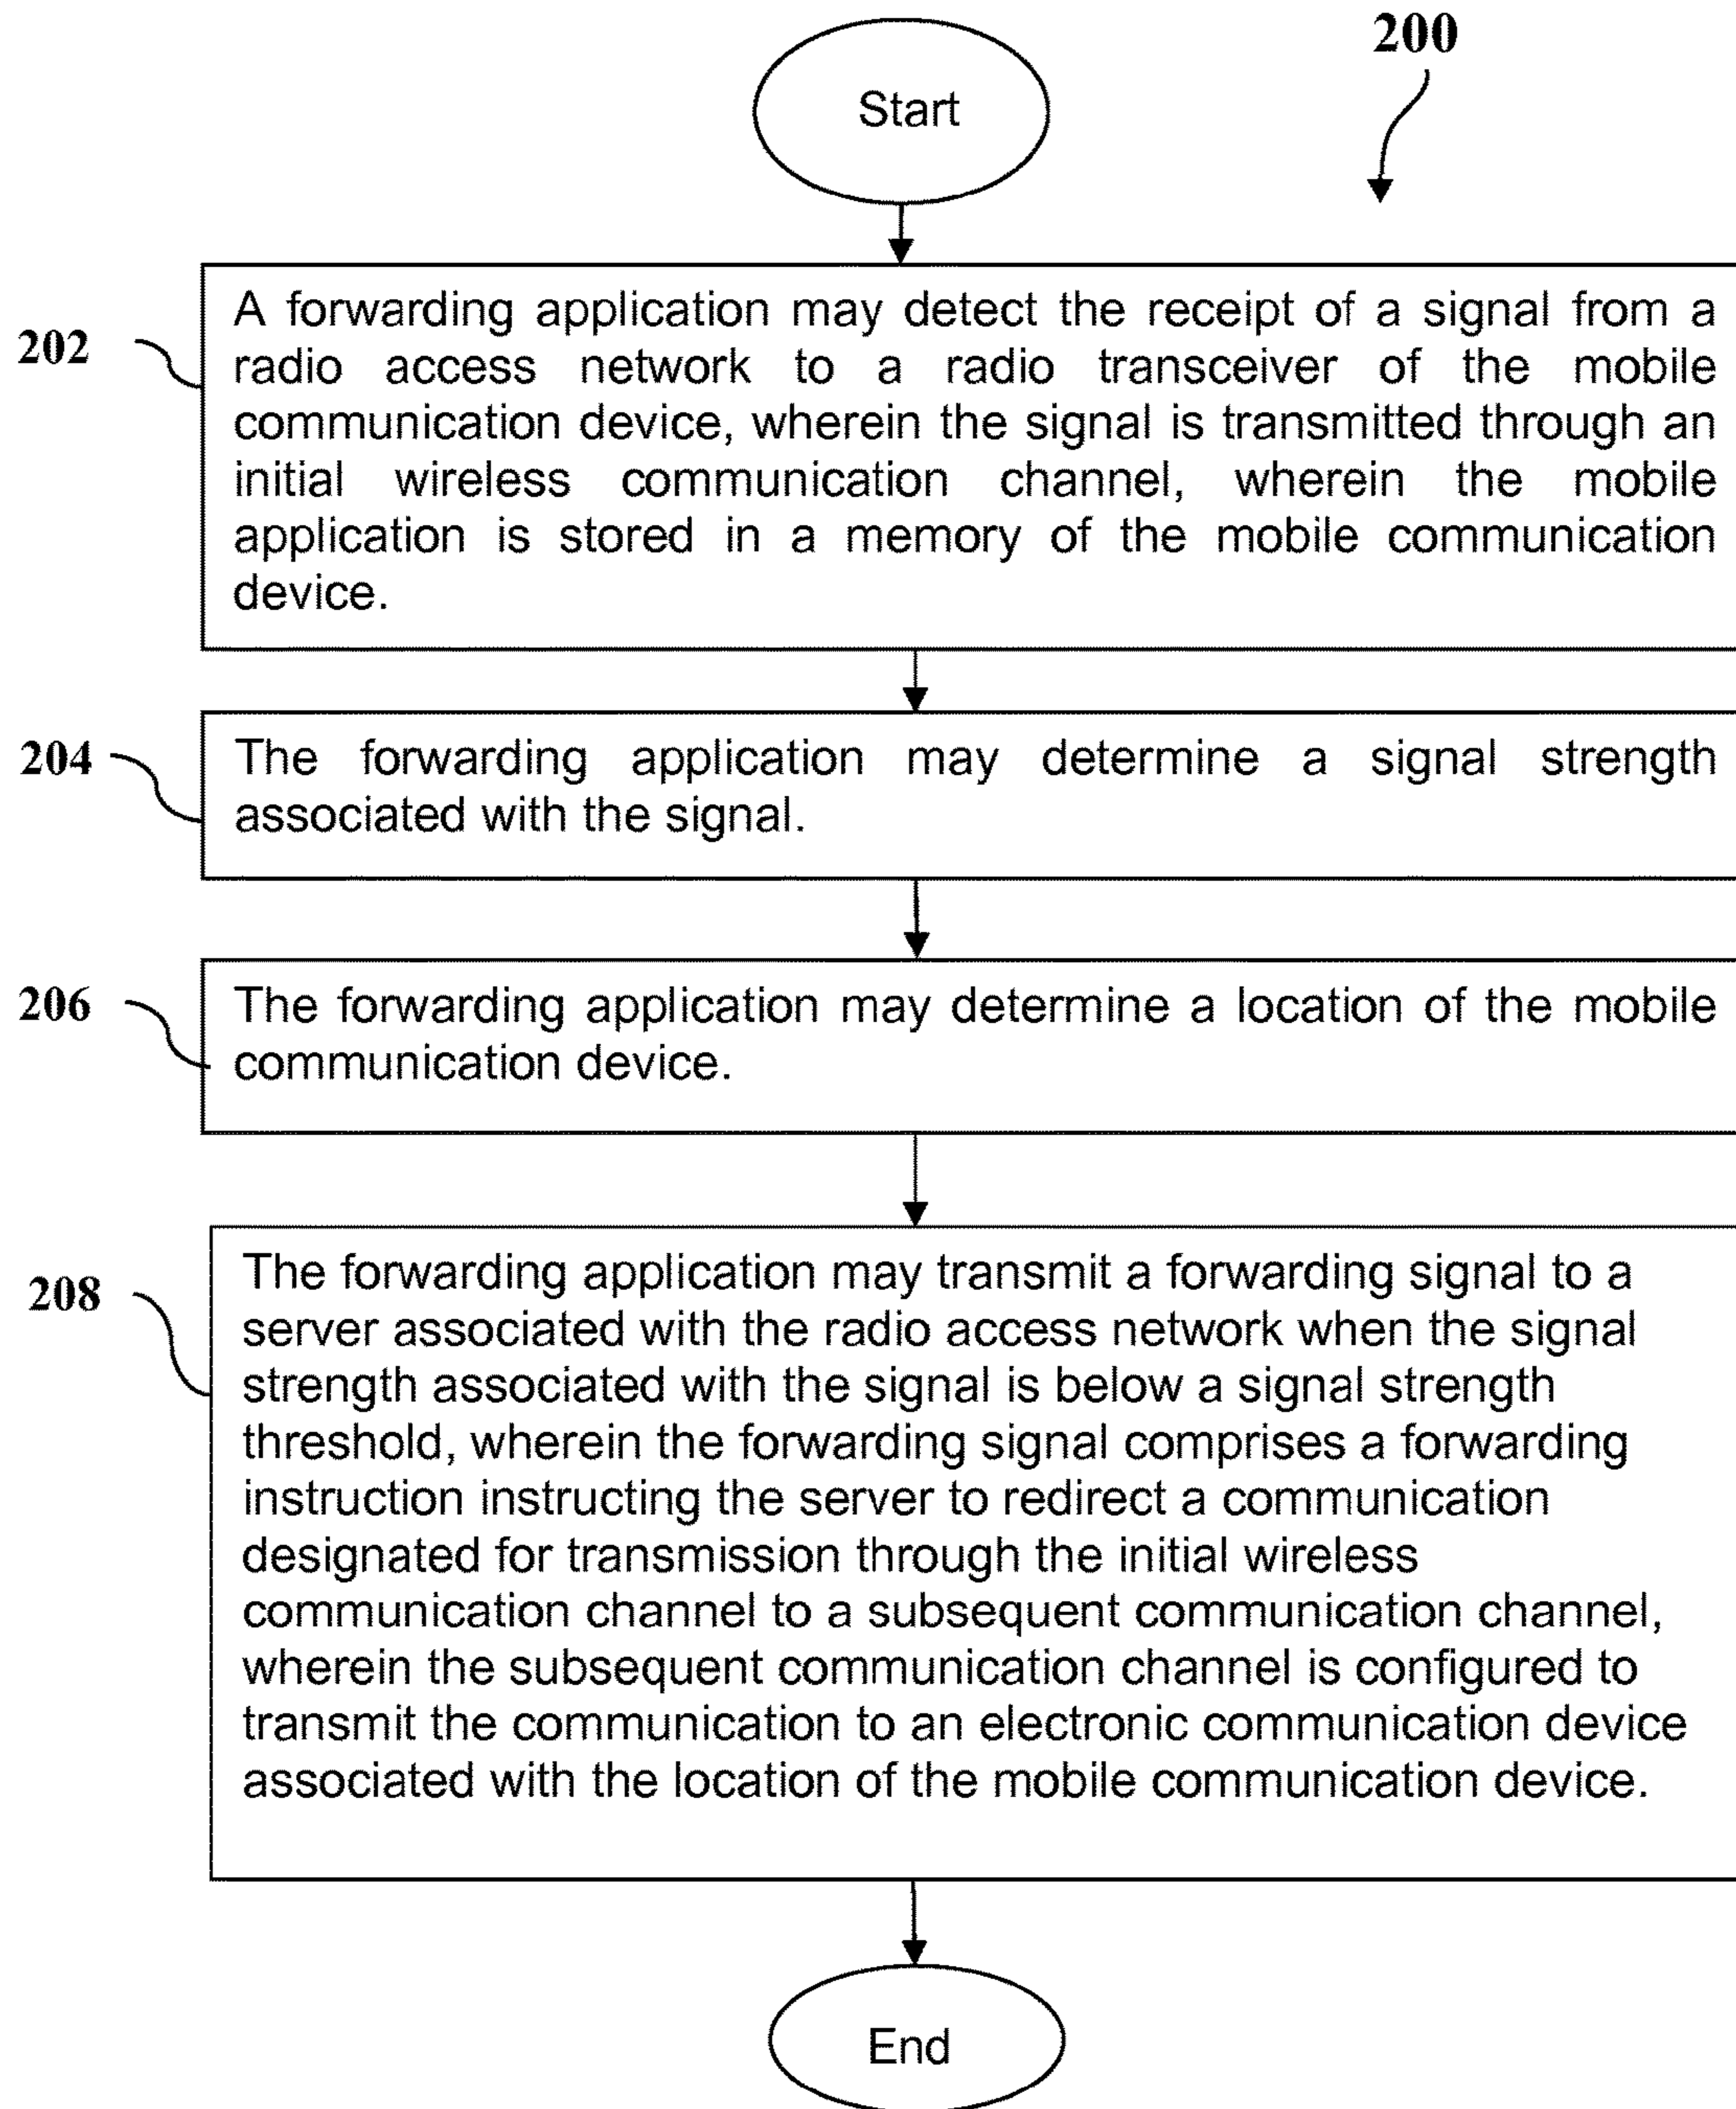 200
Start
202
A forwarding application may detect the receipt of a signal from a
radio access network to a radio transceiver of the mobile
communication device, wherein the signal is transmitted through an
initial wireless communication channel, wherein the mobile
application is stored in a memory of the mobile communication
device.
204
The forwarding application may determine a signal strength
associated with the signal.
206
The forwarding application may determine a location of the mobile
communication device.
208
The forwarding application may transmit a forwarding signal to a
server associated with the radio access network when the signal
strength associated with the signal is below a signal strength
threshold, wherein the forwarding signal comprises a forwarding
instruction instructing the server to redirect a communication
designated for transmission through the initial wireless
communication channel to a subsequent communication channel,
wherein the subsequent communication channel is configured to
transmit the communication to an electronic communication device
associated with the location of the mobile communication device.
End